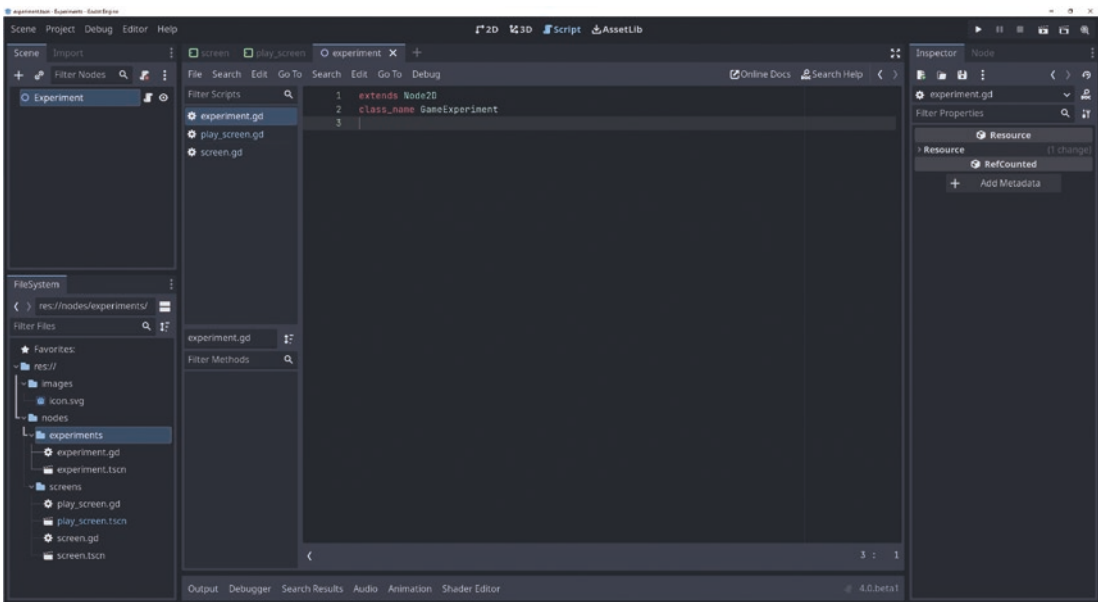 experiment.tscn - Experiments - Godot Engine
Scene Project Debug Editor Help
2D 3D Script AssetLib
Scene Import
Filter Nodes
Experiment
FileSystem
res://nodes/experiments/
Filter Files
Favorites:
res://
images
icon.svg
nodes
experiments
experiment.gd
experiment.tscn
screens
play_screen.gd
play_screen.tscn
screen.gd
screen.tscn
screen play_screen experiment
File Search Edit Go To Search Edit Go To Debug Online Docs Search Help
Filter Scripts
experiment.gd
play_screen.gd
screen.gd
experiment.gd
Filter Methods
1 extends Node2D
2 class_name GameExperiment
3
3 : 1
Output Debugger Search Results Audio Animation Shader Editor 4.0.beta1
Inspector Node
experiment.gd
Filter Properties
Resource
Resource (1 change)
RefCounted
Add Metadata